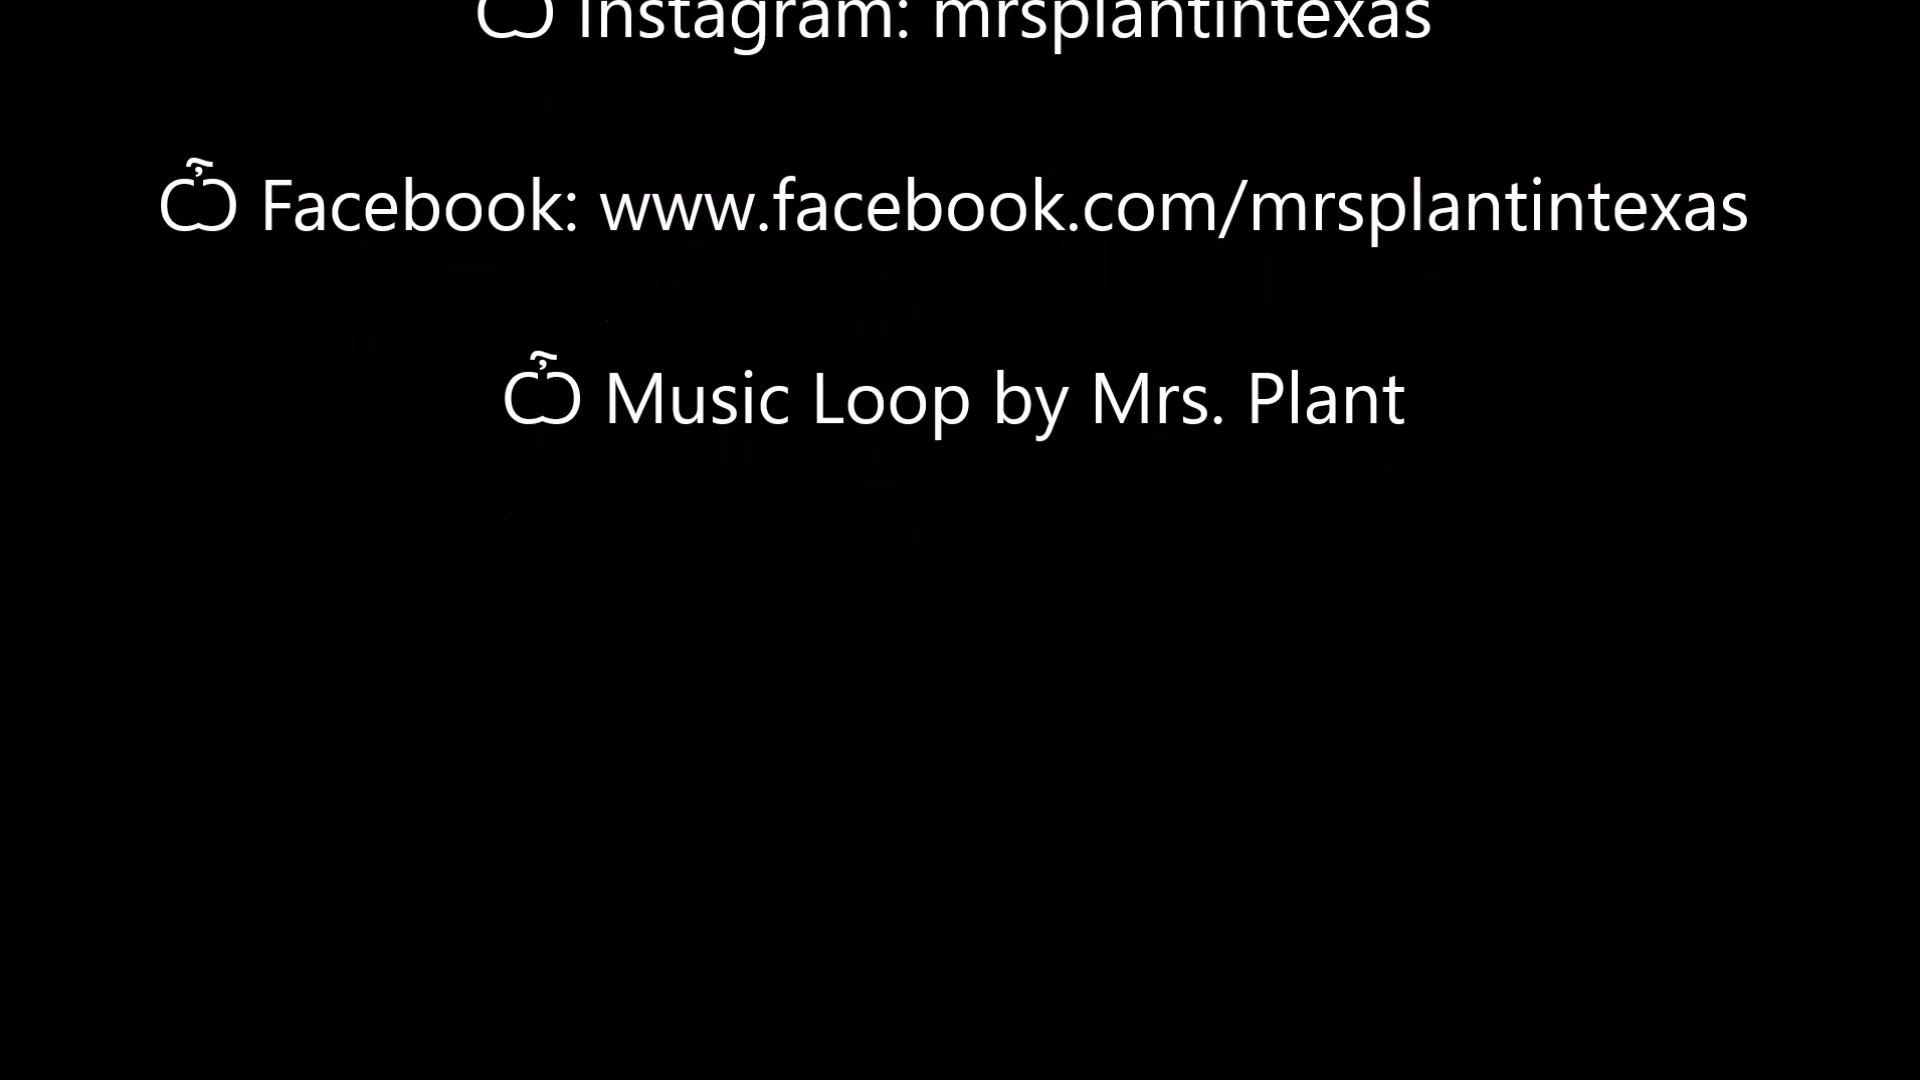 Ѽ Instagram: mrsplantintexas
Ѽ Facebook: www.facebook.com/mrsplantintexas
Ѽ Music Loop by Mrs. Plant